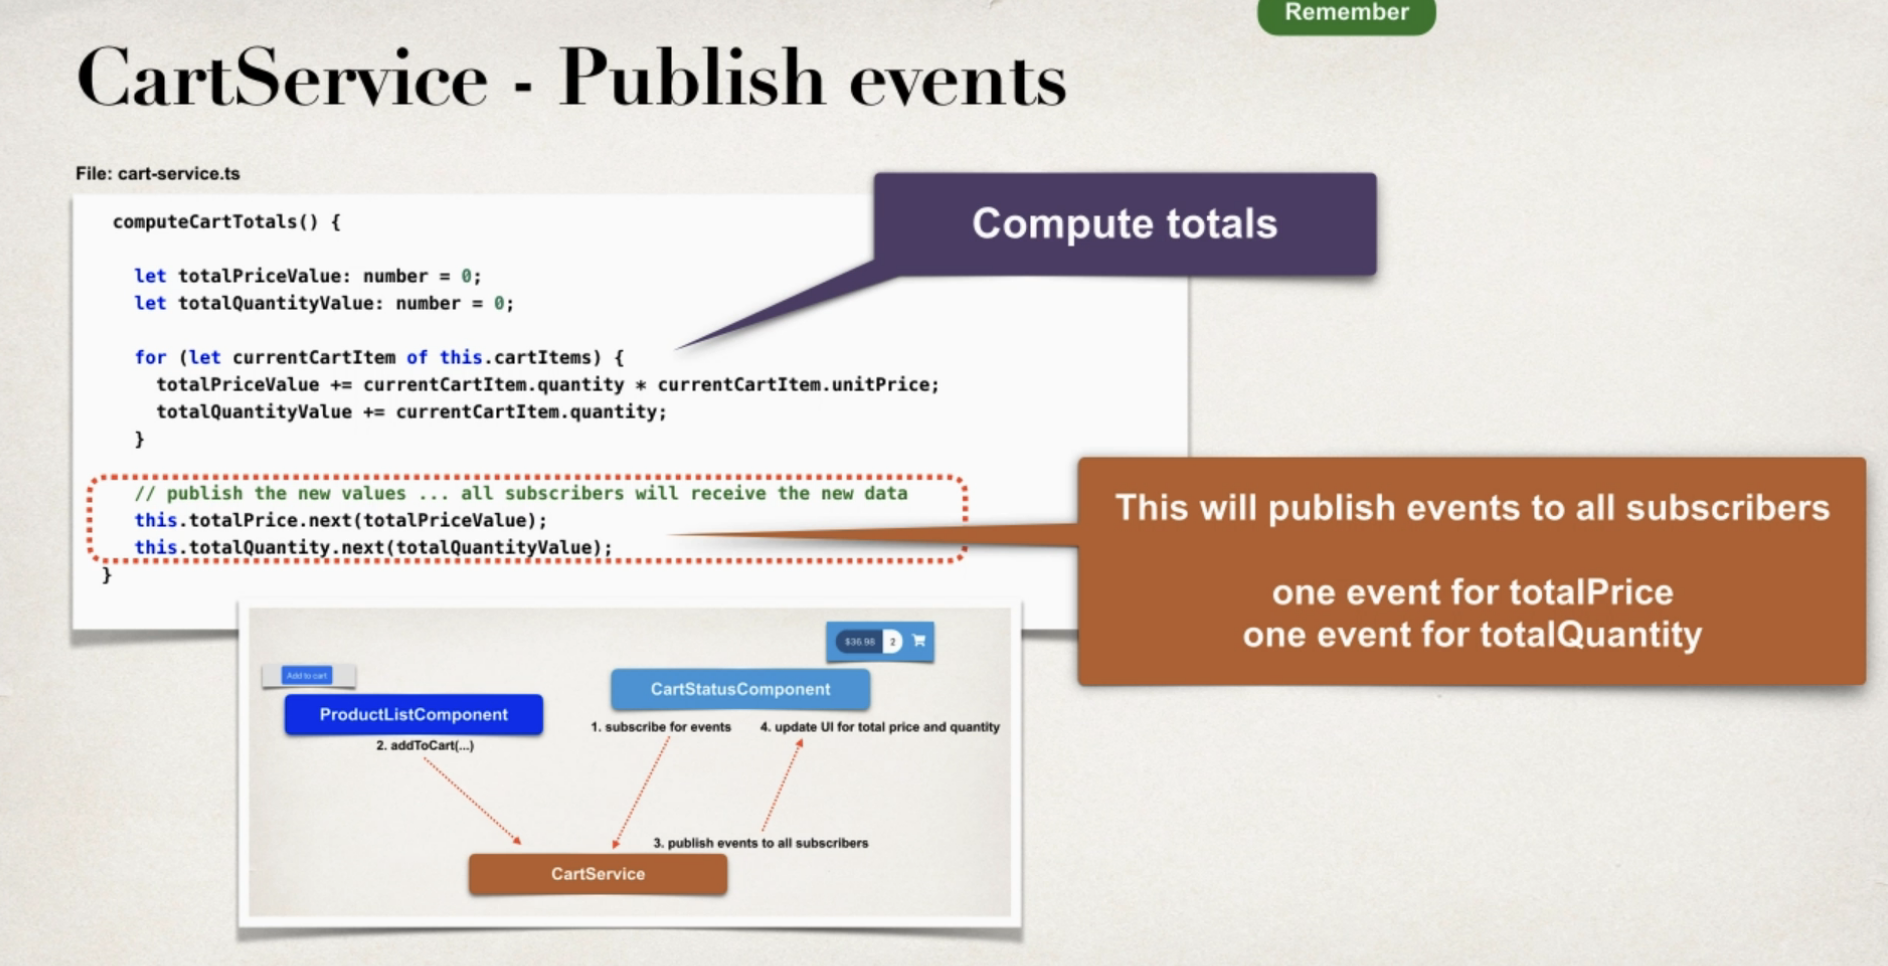 Remember
CartService - Publish events
File: cart-service.ts
computeCartTotals() {
let totalPriceValue: number = 0;
let totalQuantityValue: number = 0;
for (let currentCartItem of this.cartItems) {
totalPriceValue += currentCartItem.quantity * currentCartItem.unitPrice;
totalQuantityValue += currentCartItem.quantity;
}
// publish the new values ... all subscribers will receive the new data
this.totalPrice.next(totalPriceValue);
this.totalQuantity.next(totalQuantityValue);
}
Compute totals
This will publish events to all subscribers
one event for totalPrice
one event for totalQuantity
$36.98 2
Add to cart
CartStatusComponent
ProductListComponent
1. subscribe for events
4. update UI for total price and quantity
2. addToCart(...)
3. publish events to all subscribers
CartService